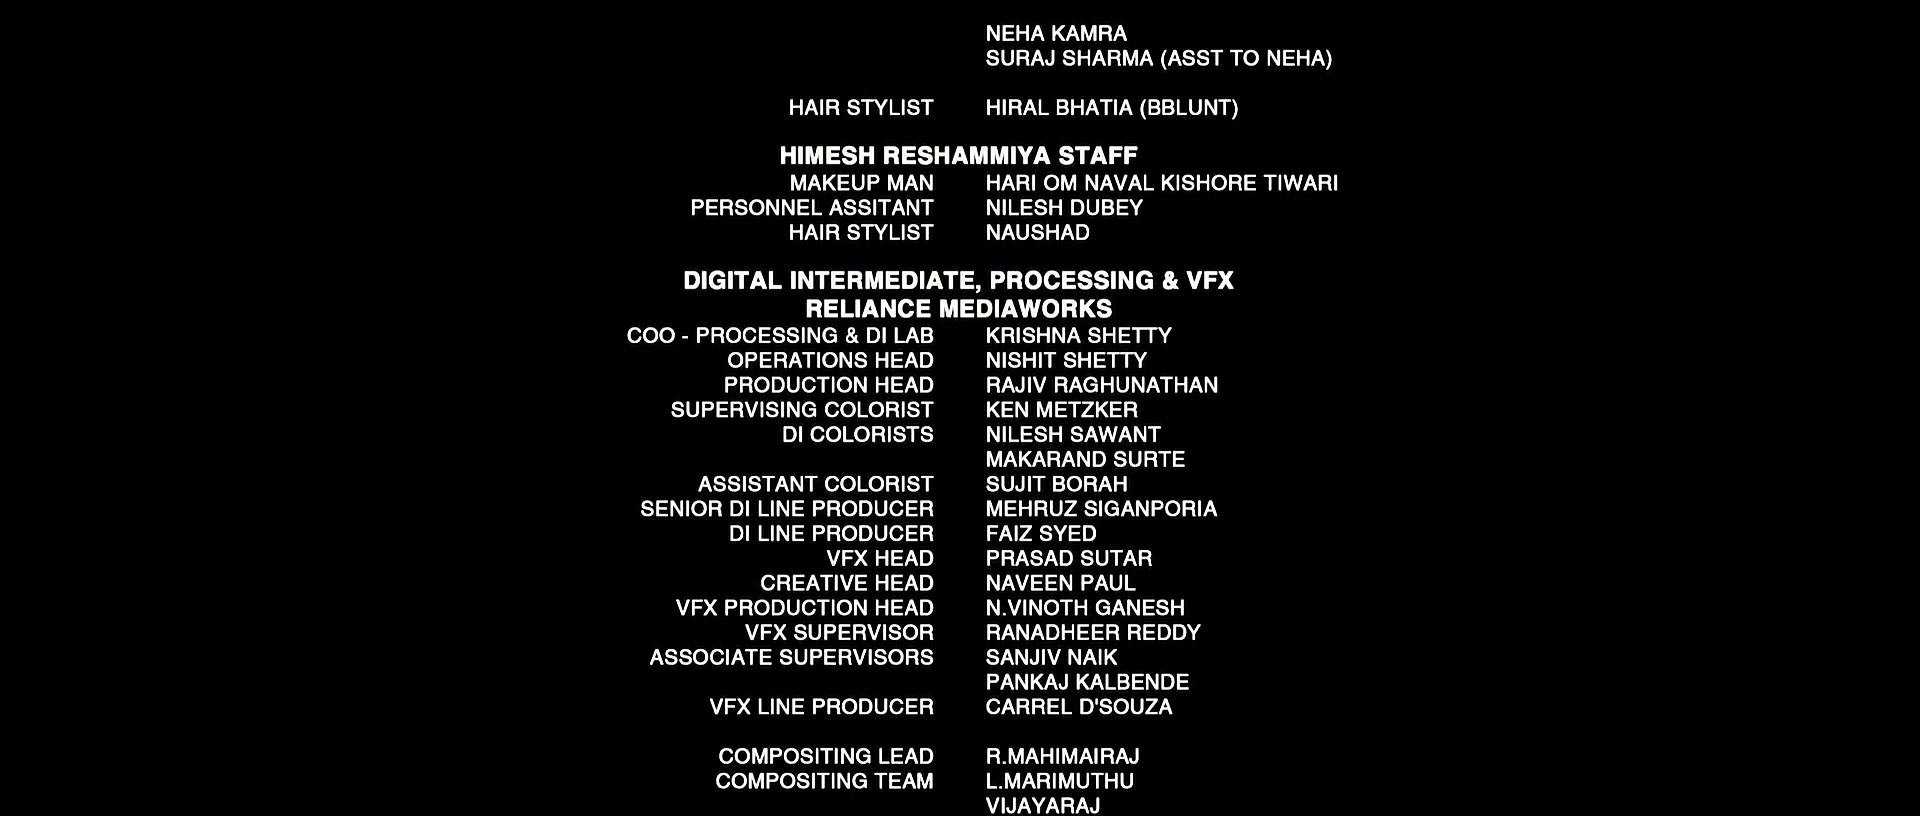 NEHA KAMRA
SURAJ SHARMA (ASST TO NEHA)
HAIR STYLIST HIRAL BHATIA (BBLUNT)
HIMESH RESHAMMIYA STAFF
MAKEUP MAN HARI OM NAVAL KISHORE TIWARI
PERSONNEL ASSITANT NILESH DUBEY
HAIR STYLIST NAUSHAD
DIGITAL INTERMEDIATE, PROCESSING & VFX
RELIANCE MEDIAWORKS
COO - PROCESSING & DI LAB KRISHNA SHETTY
OPERATIONS HEAD NISHIT SHETTY
PRODUCTION HEAD RAJIV RAGHUNATHAN
SUPERVISING COLORIST KEN METZKER
DI COLORISTS NILESH SAWANT
MAKARAND SURTE
ASSISTANT COLORIST SUJIT BORAH
SENIOR DI LINE PRODUCER MEHRUZ SIGANPORIA
DI LINE PRODUCER FAIZ SYED
VFX HEAD PRASAD SUTAR
CREATIVE HEAD NAVEEN PAUL
VFX PRODUCTION HEAD N.VINOTH GANESH
VFX SUPERVISOR RANADHEER REDDY
ASSOCIATE SUPERVISORS SANJIV NAIK
PANKAJ KALBENDE
VFX LINE PRODUCER CARREL D'SOUZA
COMPOSITING LEAD R.MAHIMAIRAJ
COMPOSITING TEAM L.MARIMUTHU
VIJAYARAJ